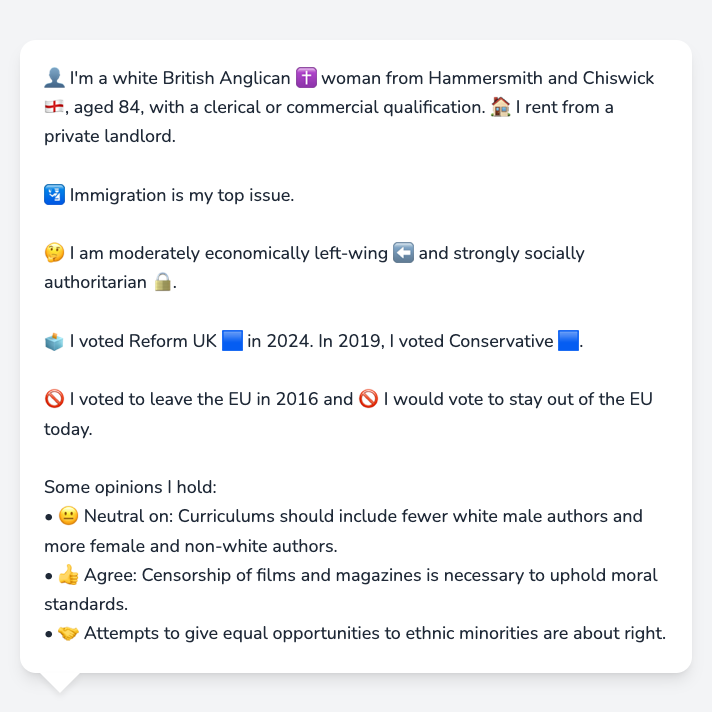 👤 I'm a white British Anglican ✝️ woman from Hammersmith and Chiswick
🏴󠁧󠁢󠁥󠁮󠁧󠁿, aged 84, with a clerical or commercial qualification. 🏠 I rent from a
private landlord.
🛂 Immigration is my top issue.
🤔 I am moderately economically left-wing ⬅️ and strongly socially
authoritarian 🔒.
🗳️ I voted Reform UK 🟦 in 2024. In 2019, I voted Conservative 🟦.
🚫 I voted to leave the EU in 2016 and 🚫 I would vote to stay out of the EU
today.
Some opinions I hold:
• 😐 Neutral on: Curriculums should include fewer white male authors and
more female and non-white authors.
• 👍 Agree: Censorship of films and magazines is necessary to uphold moral
standards.
• 🤝 Attempts to give equal opportunities to ethnic minorities are about right.